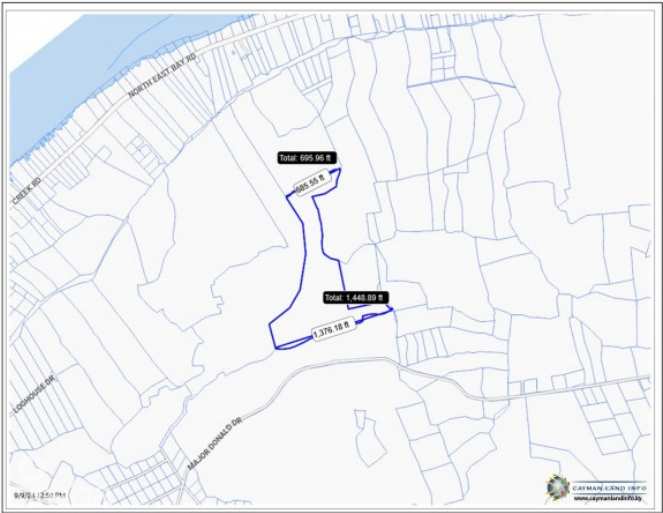 NORTH EAST BAY RD
Total: 695.96 ft
685.55 ft
CREEK RD
Total: 1,448.89 ft
1,376.18 ft
LOGHOUSE DR
MAJOR DONALD DR
CAYMAN LAND INFO
www.caymanlandinfo.ky